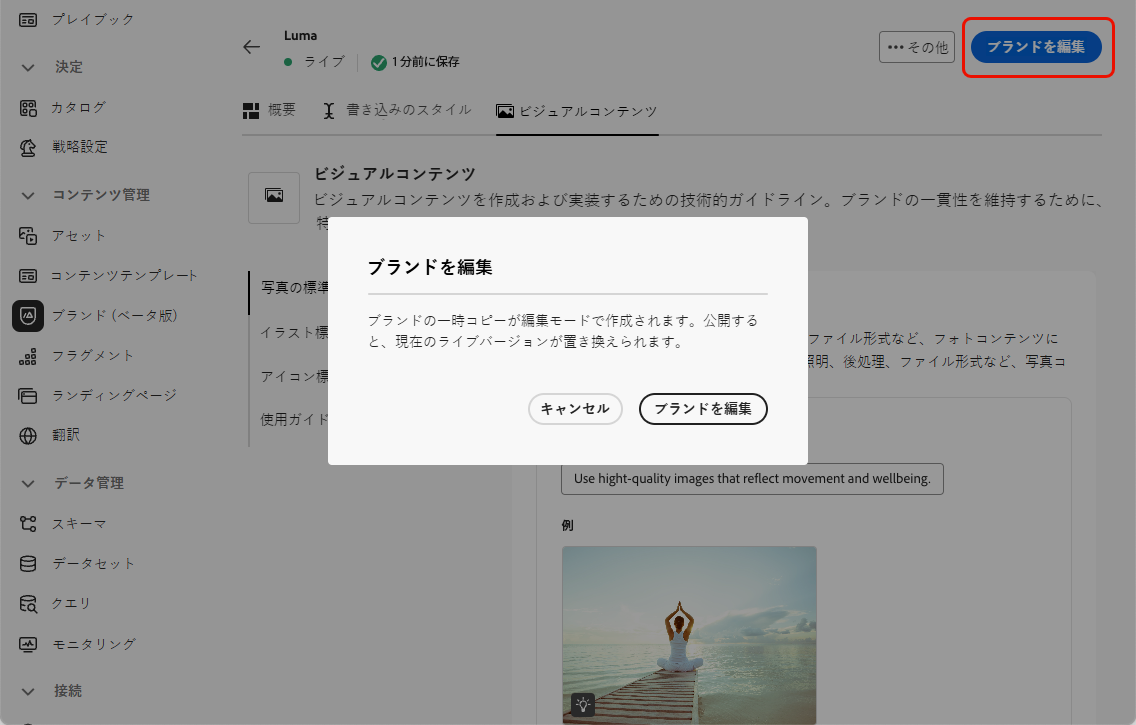 プレイブック
決定
カタログ
戦略設定
コンテンツ管理
アセット
コンテンツテンプレート
ブランド (ベータ版)
フラグメント
ランディングページ
翻訳
データ管理
スキーマ
データセット
クエリ
モニタリング
接続
Luma
ライブ
1分前に保存
その他
ブランドを編集
概要
書き込みのスタイル
ビジュアルコンテンツ
ビジュアルコンテンツ
ビジュアルコンテンツを作成および実装するための技術的ガイドライン。ブランドの一貫性を維持するために、
特
写真の標準
イラスト標
アイコン標
使用ガイド
ファイル形式など、フォトコンテンツに
照明、後処理、ファイル形式など、写真コ
ブランドを編集
ブランドの一時コピーが編集モードで作成されます。公開する
と、現在のライブバージョンが置き換えられます。
キャンセル
ブランドを編集
Use hight-quality images that reflect movement and wellbeing.
例